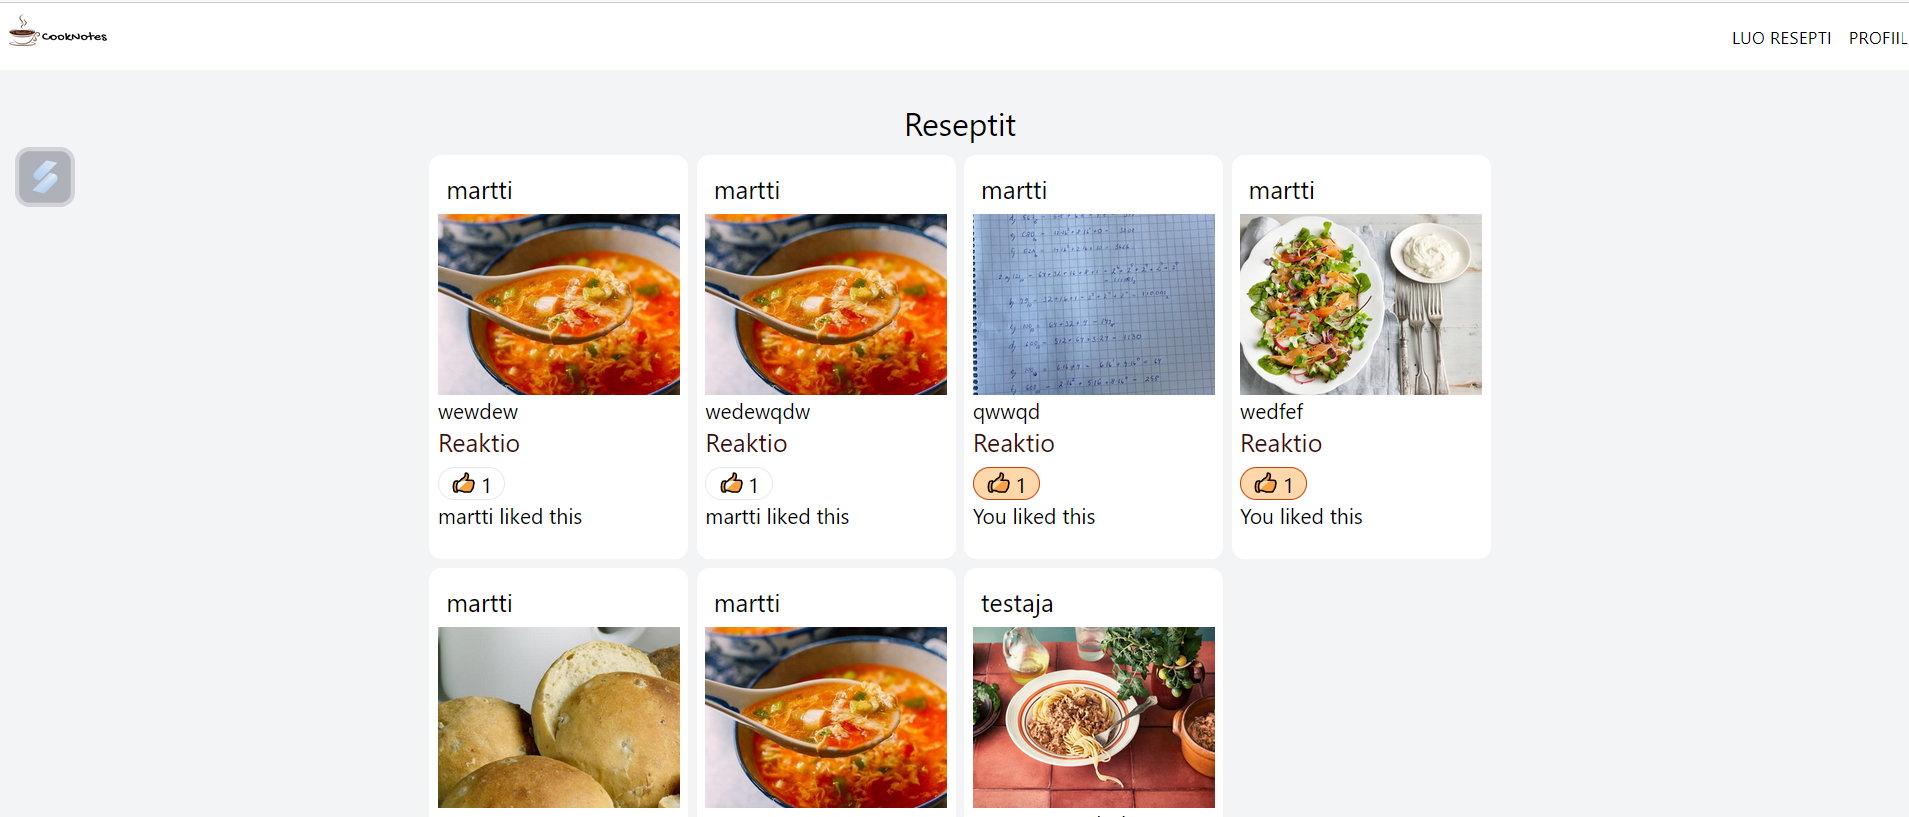 CookNotes
LUO RESEPTI PROFIIL
Reseptit
martti
wewdew
Reaktio
1
martti liked this
martti
wedewqdw
Reaktio
1
martti liked this
martti
qwwqd
Reaktio
1
You liked this
martti
wedfef
Reaktio
1
You liked this
martti
martti
testaja